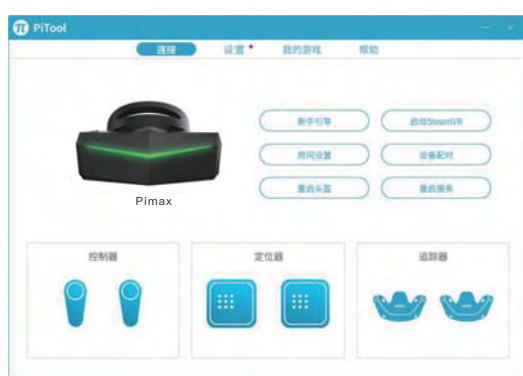 PiTool
连接 设置 我的游戏 帮助
新手引导 启动SteamVR
房间设置 设备配对
重启头盔 重启服务
Pimax
控制器 定位器 追踪器